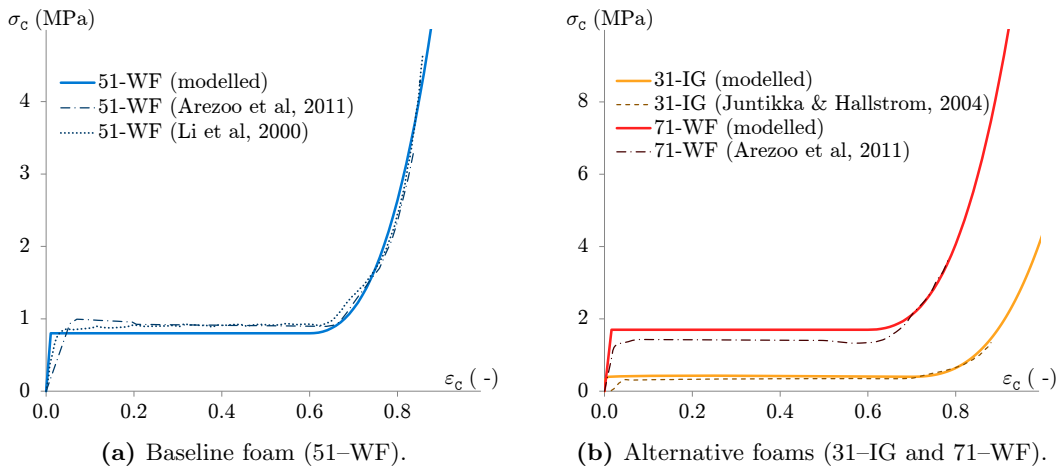 σC (MPa)
4
3
2
1
0
51-WF (modelled)
51-WF (Arezoo et al, 2011)
51-WF (Li et al, 2000)
εC ( -)
0.0 0.2 0.4 0.6 0.8
(a) Baseline foam (51–WF).
σC (MPa)
8
6
4
2
0
31-IG (modelled)
31-IG (Juntikka & Hallstrom, 2004)
71-WF (modelled)
71-WF (Arezoo et al, 2011)
εC ( -)
0.0 0.2 0.4 0.6 0.8
(b) Alternative foams (31–IG and 71–WF).